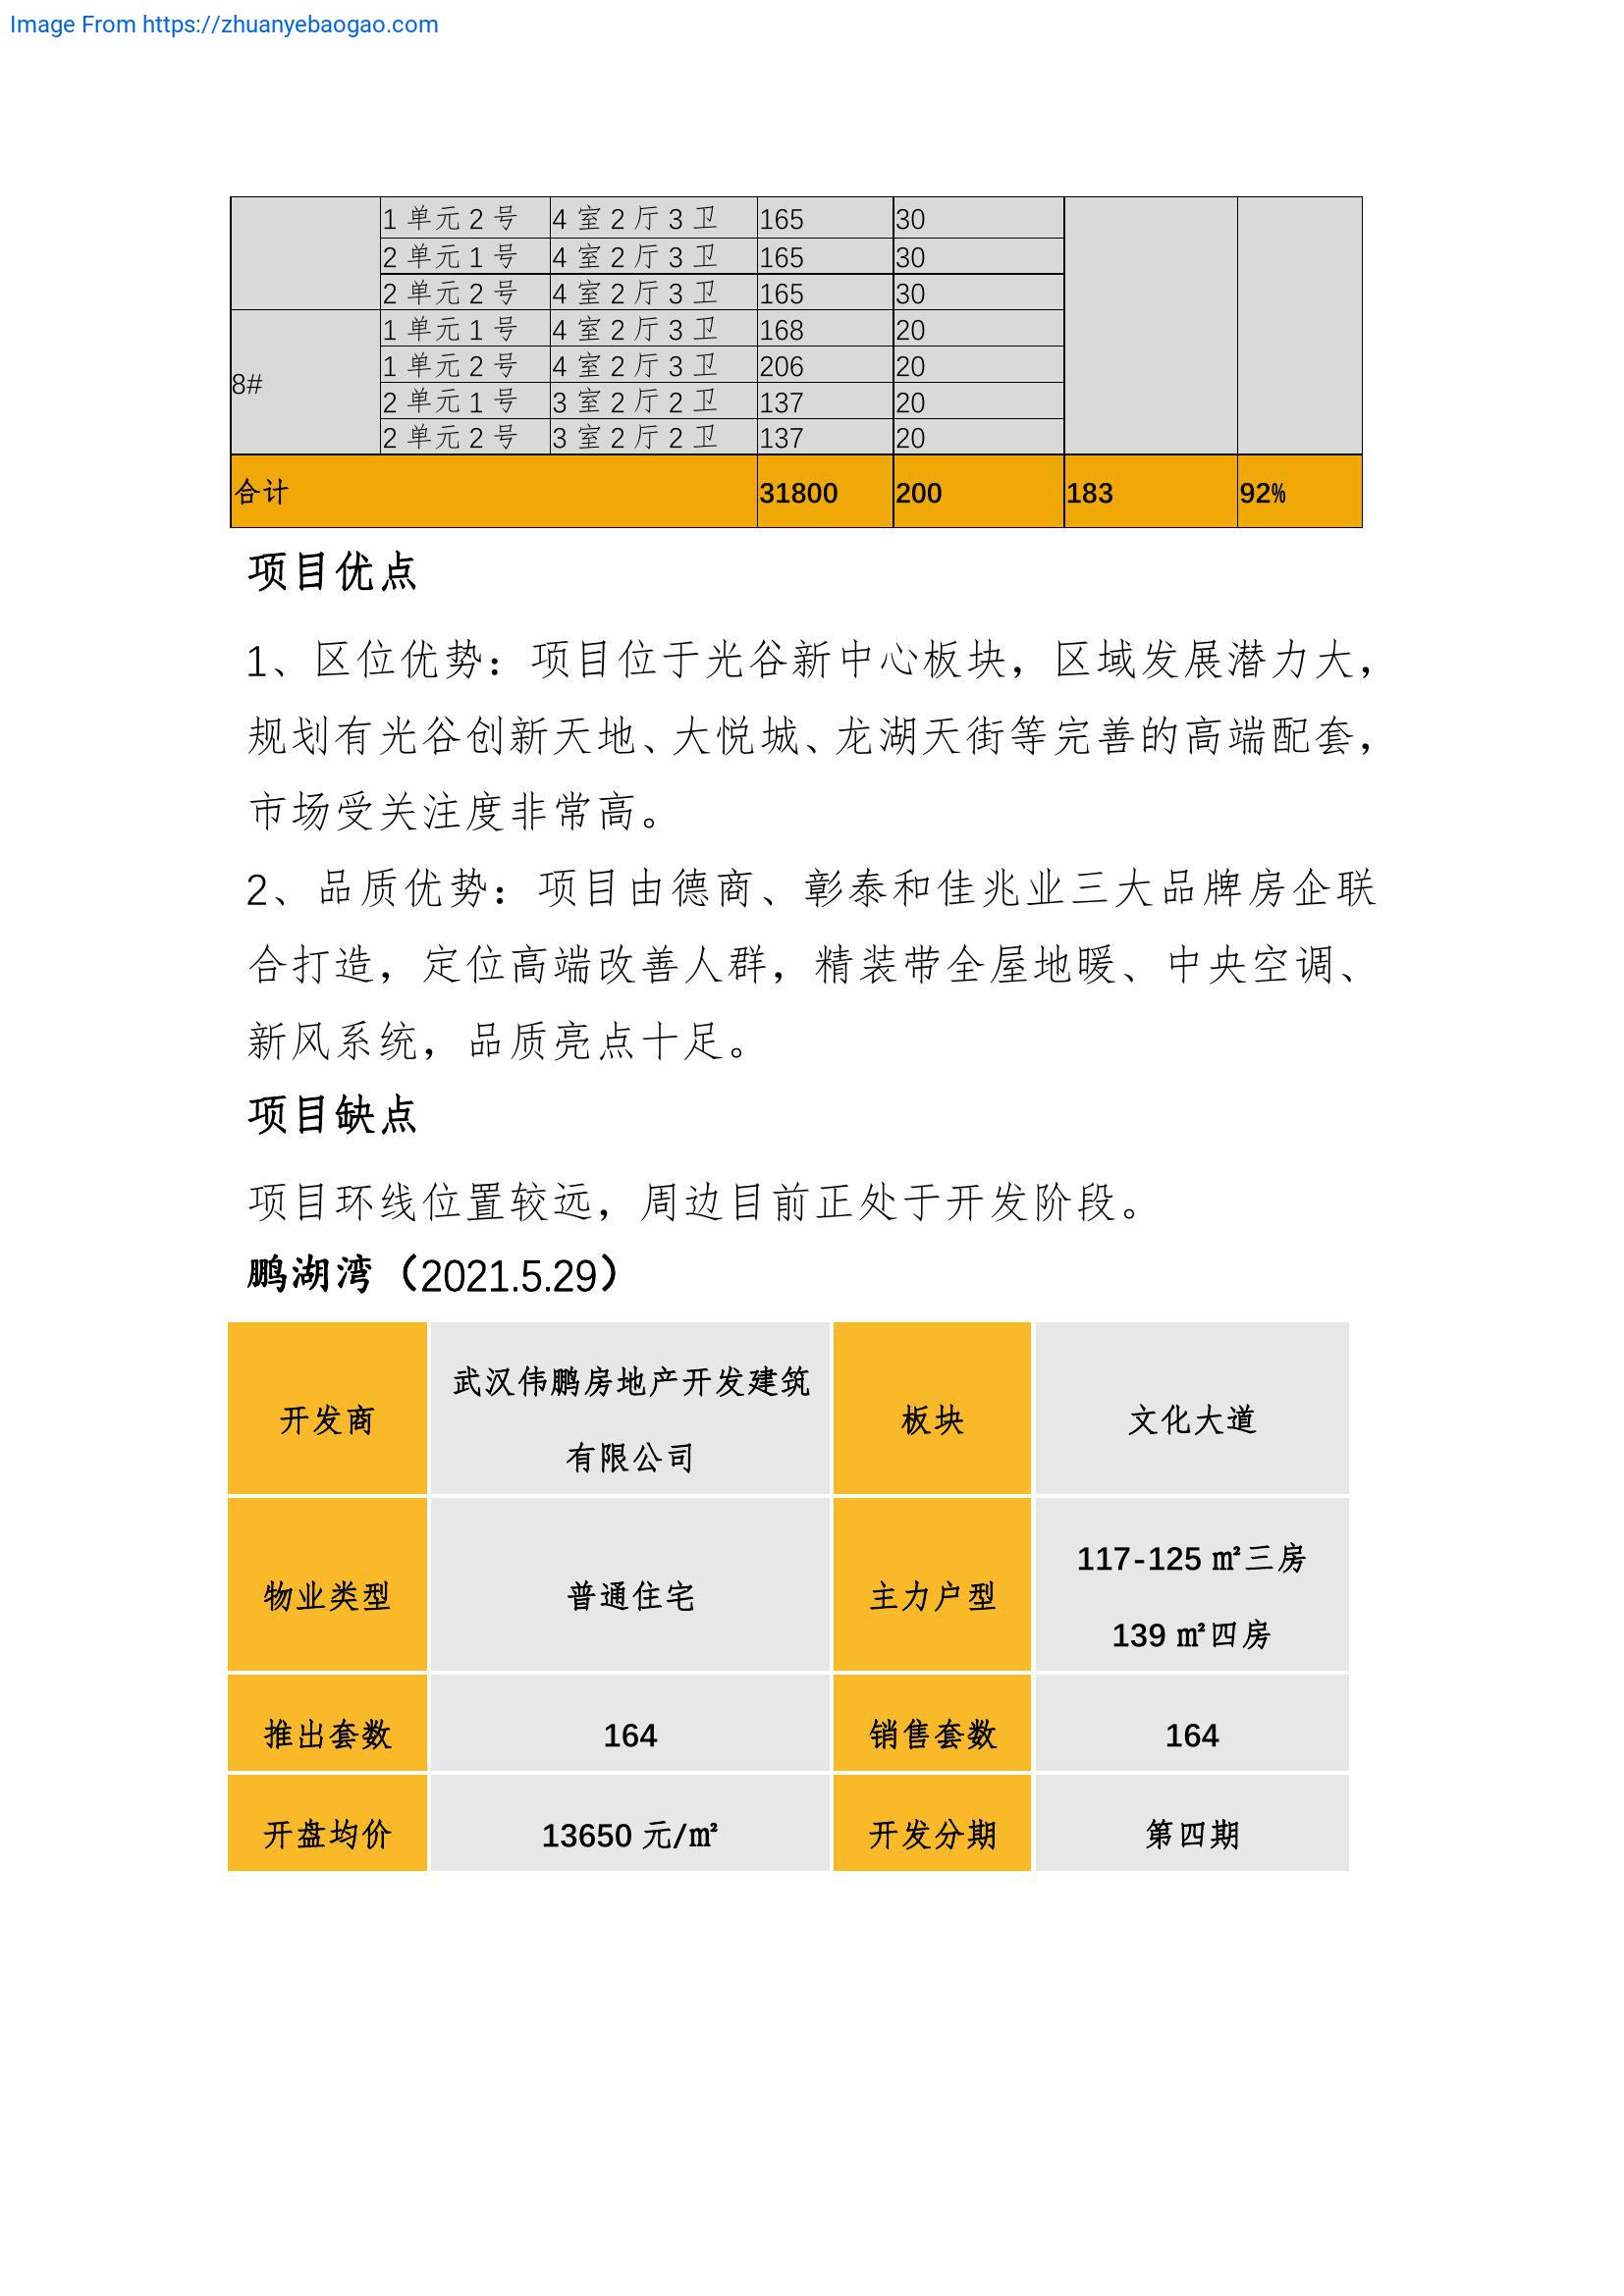 Image From https://zhuanyebaogao.com
1 单元 2 号 4 室 2 厅 3 卫 165 30
2 单元 1 号 4 室 2 厅 3 卫 165 30
2 单元 2 号 4 室 2 厅 3 卫 165 30
8# 1 单元 1 号 4 室 2 厅 3 卫 168 20
1 单元 2 号 4 室 2 厅 3 卫 206 20
2 单元 1 号 3 室 2 厅 2 卫 137 20
2 单元 2 号 3 室 2 厅 2 卫 137 20
合计 31800 200 183 92%
项目优点
1、区位优势：项目位于光谷新中心板块，区域发展潜力大，
规划有光谷创新天地、大悦城、龙湖天街等完善的高端配套，
市场受关注度非常高。
2、品质优势：项目由德商、彰泰和佳兆业三大品牌房企联
合打造，定位高端改善人群，精装带全屋地暖、中央空调、
新风系统，品质亮点十足。
项目缺点
项目环线位置较远，周边目前正处于开发阶段。
鹏湖湾（2021.5.29）
开发商 武汉伟鹏房地产开发建筑
有限公司 板块 文化大道
物业类型 普通住宅 主力户型 117-125 ㎡三房
139 ㎡四房
推出套数 164 销售套数 164
开盘均价 13650 元/㎡ 开发分期 第四期